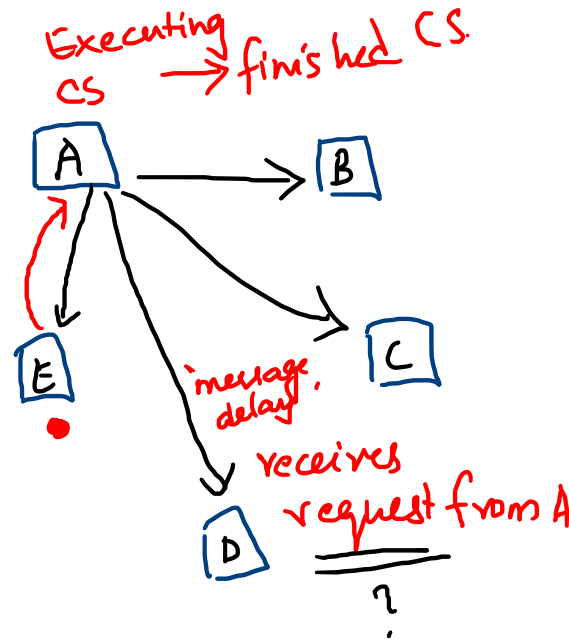 Executing
CS → finished CS.
A
B
E
C
message
delay,
receives
request from A
D
?